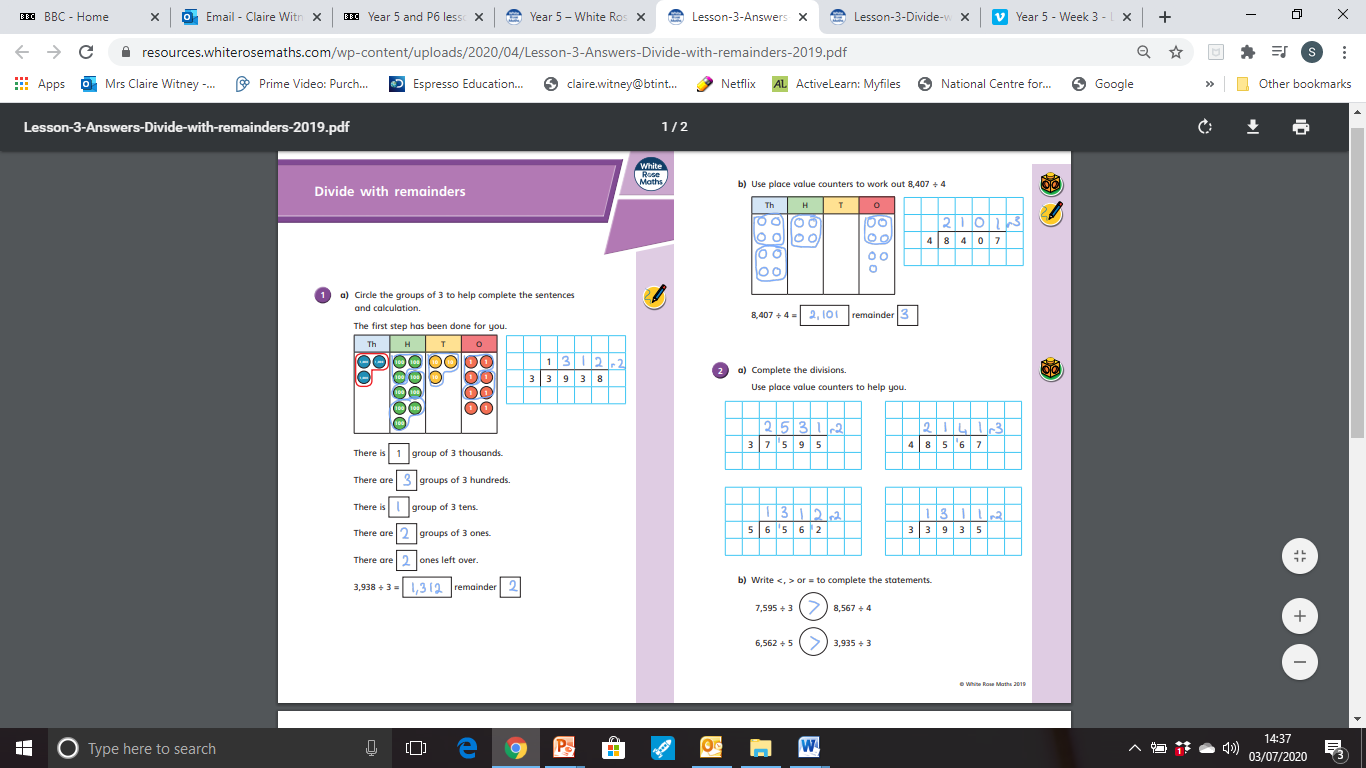 BBC - Home
Email - Claire Witn
Year 5 and P6 less
Year 5 – White Ros
Lesson-3-Answers
Lesson-3-Divide-w
Year 5 - Week 3 - L
resources.whiterosemaths.com/wp-content/uploads/2020/04/Lesson-3-Answers-Divide-with-remainders-2019.pdf
S
Apps
Mrs Claire Witney -...
Prime Video: Purch...
Espresso Education...
claire.witney@btint...
Netflix
ActiveLearn: Myfiles
National Centre for...
Google
Other bookmarks
Lesson-3-Answers-Divide-with-remainders-2019.pdf
1 / 2
Divide with remainders
White Rose Maths
1 a) Circle the groups of 3 to help complete the sentences
and calculation.
The first step has been done for you.
Th H T O
1 3 1 2 r2
3 3 9 3 8
There is 1 group of 3 thousands.
There are 3 groups of 3 hundreds.
There is 1 group of 3 tens.
There are 2 groups of 3 ones.
There are 2 ones left over.
3,938 ÷ 3 = 1,312 remainder 2
b) Use place value counters to work out 8,407 ÷ 4
Th H T O
2 1 0 1 r3
4 8 4 0 7
8,407 ÷ 4 = 2,101 remainder 3
2 a) Complete the divisions.
Use place value counters to help you.
2 5 3 1 r2
3 7 15 9 5
2 1 4 1 r3
4 8 5 16 7
1 3 1 2 r2
5 6 15 6 12
1 3 1 1 r2
3 3 9 3 5
b) Write <, > or = to complete the statements.
7,595 ÷ 3 > 8,567 ÷ 4
6,562 ÷ 5 > 3,935 ÷ 3
© White Rose Maths 2019
Type here to search
14:37
03/07/2020
3